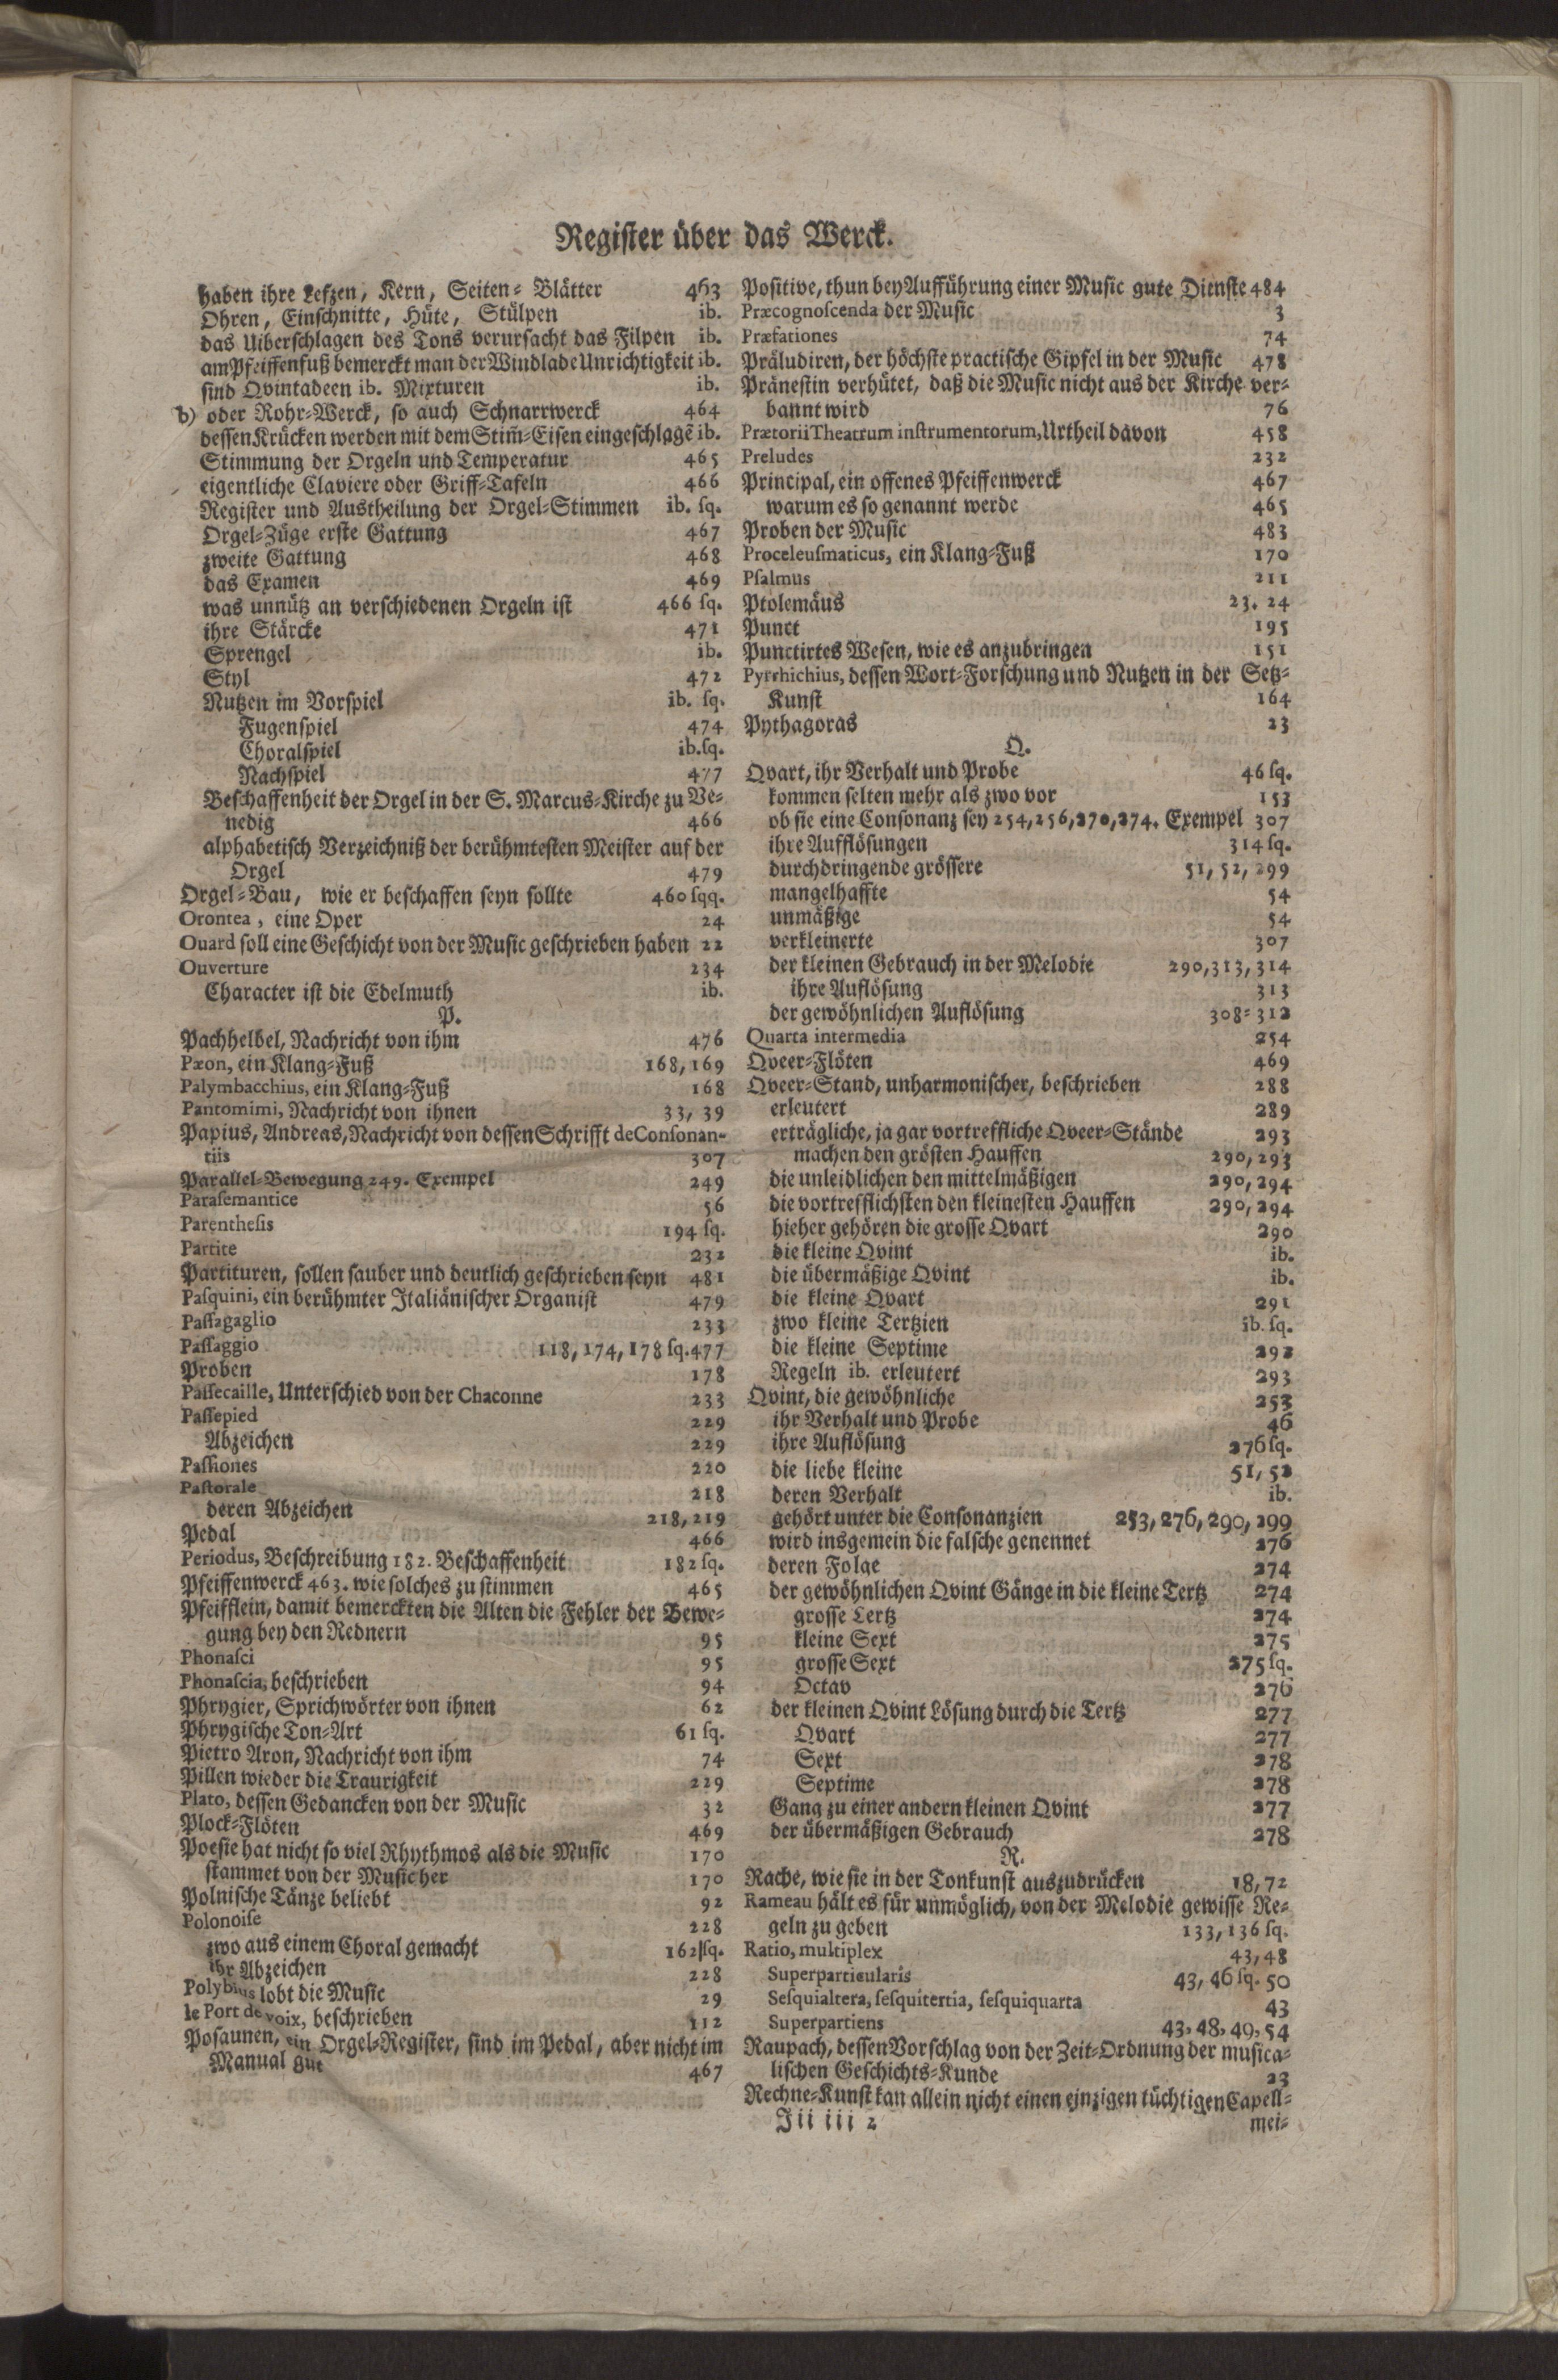 Register über das Werck.
haben ihre Lefzen, Kern, Seiten-Blätter 463
Ohren, Einschnitte, Hüte, Stülpen ib.
das Uiberschlagen des Tons verursacht das Filpen ib.
am Pfeiffenfuß bemerckt man der Windlade Unrichtigkeit ib.
sind Qvintadeen ib. Mixturen ib.
b) oder Rohr-Werck, so auch Schnarrwerck 464
dessen Krücken werden mit dem Stim̄-Eisen eingeschlagē ib.
Stimmung der Orgeln und Temperatur 465
eigentliche Claviere oder Griff-Tafeln 466
Register und Austheilung der Orgel-Stimmen ib. sq.
Orgel-Züge erste Gattung 467
zweite Gattung 468
das Examen 469
was unnütz an verschiedenen Orgeln ist 466 sq.
ihre Stärcke 471
Sprengel ib.
Styl 472
Nutzen im Vorspiel ib. sq.
Fugenspiel 474
Choralspiel ib. sq.
Nachspiel 477
Beschaffenheit der Orgel in der S. Marcus-Kirche zu Ve-
nedig 466
alphabetisch Verzeichniß der berühmtesten Meister auf der
Orgel 479
Orgel-Bau, wie er beschaffen seyn sollte 460 sqq.
Orontea, eine Oper 24
Ouard soll eine Geschicht von der Music geschrieben haben 22
Ouverture 234
Character ist die Edelmuth ib.
P.
Pachhelbel, Nachricht von ihm 476
Pæon, ein Klang-Fuß 168, 169
Palymbacchius, ein Klang-Fuß 168
Pantomimi, Nachricht von ihnen 33, 39
Papius, Andreas, Nachricht von dessen Schrifft de Consonan-
tiis 307
Parallel-Bewegung 249. Exempel 249
Parasemantice 56
Parenthesis 194 sq.
Partite 232
Partituren, sollen sauber und deutlich geschrieben seyn 481
Pasquini, ein berühmter Italiänischer Organist 479
Passagaglio 233
Passaggio 118, 174, 178 sq. 477
Proben 178
Passecaille, Unterschied von der Chaconne 233
Passepied 229
Abzeichen 229
Passiones 220
Pastorale 218
deren Abzeichen 218, 219
Pedal 466
Periodus, Beschreibung 182. Beschaffenheit 182 sq.
Pfeiffenwerck 463. wie solches zu stimmen 465
Pfeifflein, damit bemerckten die Alten die Fehler der Bewe-
gung bey den Rednern 95
Phonasci 95
Phonascia, beschrieben 94
Phrygier, Sprichwörter von ihnen 62
Phrygische Ton-Art 61 sq.
Pietro Aron, Nachricht von ihm 74
Pillen wieder die Traurigkeit 229
Plato, dessen Gedancken von der Music 32
Plock-Flöten 469
Poesie hat nicht so viel Rhythmos als die Music 170
stammet von der Music her 170
Polnische Tänze beliebt 92
Polonoise 228
zwo aus einem Choral gemacht 162 sq.
ihr Abzeichen 228
Polybius lobt die Music 29
le Port de voix, beschrieben 112
Posaunen, ein Orgel-Register, sind im Pedal, aber nicht im
Manual gut 467
Positive, thun bey Aufführung einer Music gute Dienste 484
Præcognoscenda der Music 3
Præfationes 74
Präludiren, der höchste practische Gipfel in der Music 478
Pränestin verhütet, daß die Music nicht aus der Kirche ver-
bannt wird 76
Prætorii Theatrum instrumentorum, Urtheil davon 458
Preludes 232
Principal, ein offenes Pfeiffenwerck 467
warum es so genannt werde 465
Proben der Music 483
Proceleusmaticus, ein Klang-Fuß 170
Psalmus 211
Ptolemäus 23. 24
Punct 195
Punctirtes Wesen, wie es anzubringen 151
Pyrrhichius, dessen Wort-Forschung und Nutzen in der Setz-
Kunst 164
Pythagoras 23
Q.
Qvart, ihr Verhalt und Probe 46 sq.
kommen selten mehr als zwo vor 153
ob sie eine Consonanz sey 254, 256, 270, 274. Exempel 307
ihre Aufflösungen 314 sq.
durchdringende grössere 51, 52, 299
mangelhaffte 54
unmäßige 54
verkleinerte 307
der kleinen Gebrauch in der Melodie 290, 313, 314
ihre Auflösung 313
der gewöhnlichen Auflösung 308-312
Quarta intermedia 254
Qveer-Flöten 469
Qveer-Stand, unharmonischer, beschrieben 288
erleutert 289
erträgliche, ja gar vortreffliche Qveer-Stände 293
machen den grösten Hauffen 290, 293
die unleidlichen den mittelmäßigen 290, 294
die vortrefflichsten den kleinesten Hauffen 290, 294
hieher gehören die grosse Qvart 290
die kleine Qvint ib.
die übermäßige Qvint ib.
die kleine Qvart 291
zwo kleine Tertzien ib. sq.
die kleine Septime 292
Regeln ib. erleutert 293
Qvint, die gewöhnliche 253
ihr Verhalt und Probe 46
ihre Auflösung 276 sq.
die liebe kleine 51, 52
deren Verhalt ib.
gehört unter die Consonanzien 253, 276, 290, 299
wird insgemein die falsche genennet 276
deren Folge 274
der gewöhnlichen Qvint Gänge in die kleine Tertz 274
grosse Tertz 274
kleine Sext 275
grosse Sext 275 sq.
Octav 276
der kleinen Qvint Lösung durch die Tertz 277
Qvart 277
Sext 278
Septime 278
Gang zu einer andern kleinen Qvint 277
der übermäßigen Gebrauch 278
R.
Rache, wie sie in der Tonkunst auszudrücken 18, 72
Rameau hält es für unmöglich, von der Melodie gewisse Re-
geln zu geben 133, 136 sq.
Ratio, multiplex 43, 48
Superparticularis 43, 46 sq. 50
Sesquialtera, sesquitertia, sesquiquarta 43
Superpartiens 43, 48, 49, 54
Raupach, dessen Vorschlag von der Zeit-Ordnung der musica-
lischen Geschichts-Kunde 23
Rechne-Kunst kan allein nicht einen einzigen tüchtigen Capell-
Iii iii 2 mei-